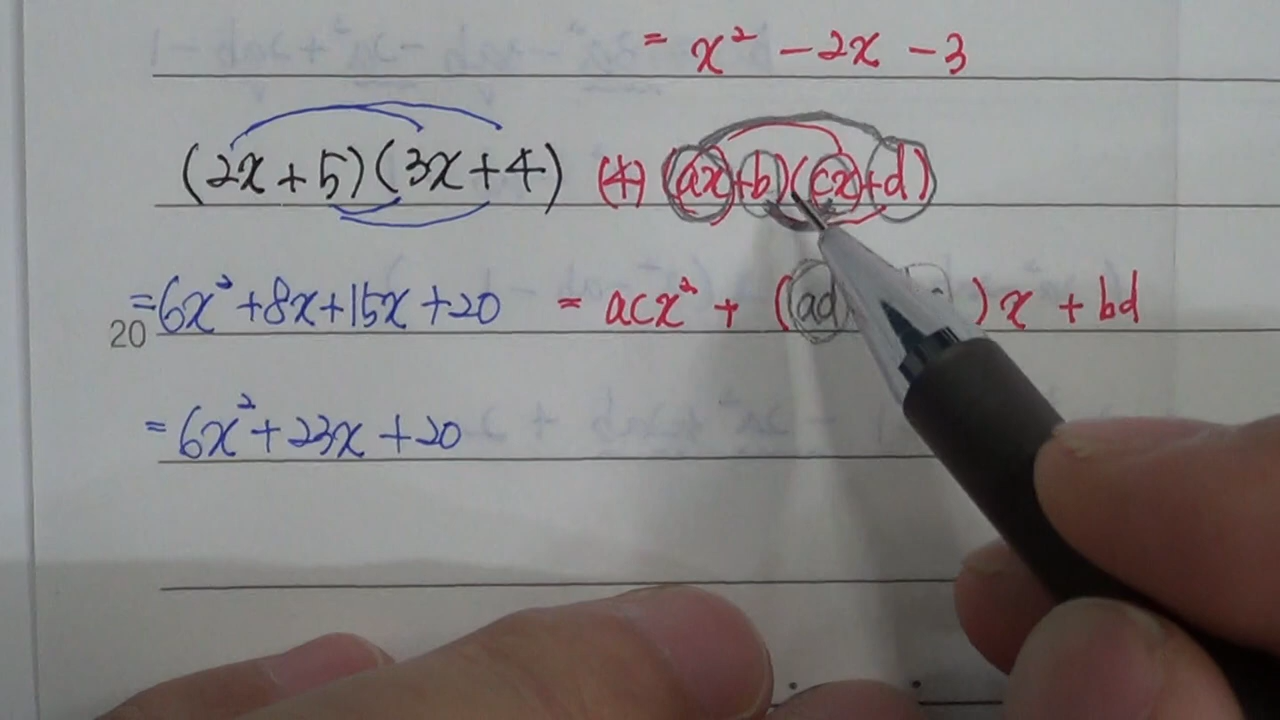 = x² - 2x - 3
(2x+5)(3x+4) (4) (ax+b)(cx+d)
= 6x² + 8x + 15x + 20 = acx² + (ad )x + bd
20
= 6x² + 23x + 20